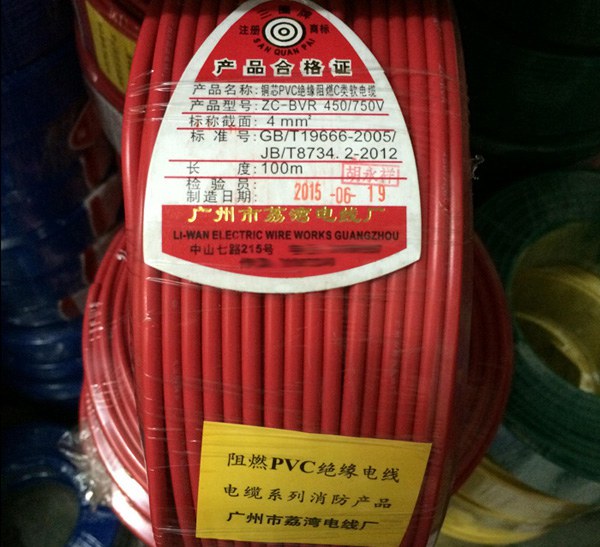 三圈牌
注册 商标
SAN QUAN PAI
产品合格证
产品名称:铜芯PVC绝缘阻燃C类软电缆
产品型号:ZC-BVR 450/750V
标称截面:4 mm²
标准号:GB/T19666-2005/
JB/T8734. 2-2012
长度:100m
检验员:
制造日期: 2015 -06- 19
广州市荔湾电线厂
LI-WAN ELECTRIC WIRE WORKS GUANGZHOU
中山七路215号
阻燃PVC绝缘电线
电缆系列消防产品
广州市荔湾电线厂